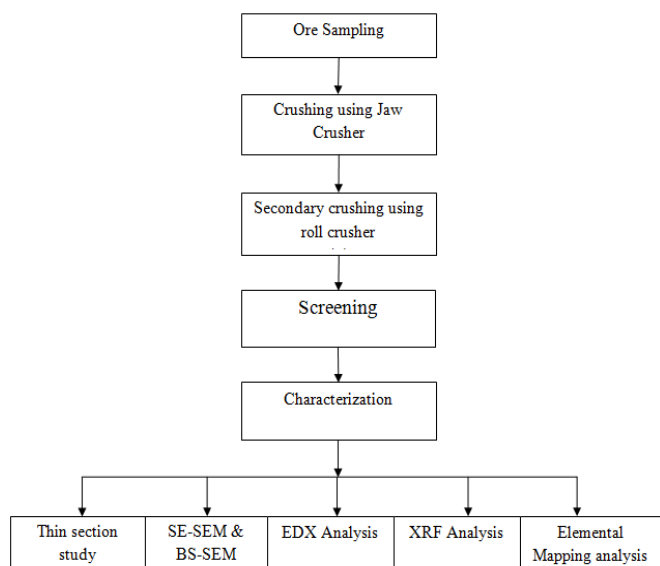 Ore Sampling
Crushing using Jaw
Crusher
Secondary crushing using
roll crusher
Screening
Characterization
Thin section
study
SE-SEM &
BS-SEM
EDX Analysis
XRF Analysis
Elemental
Mapping analysis